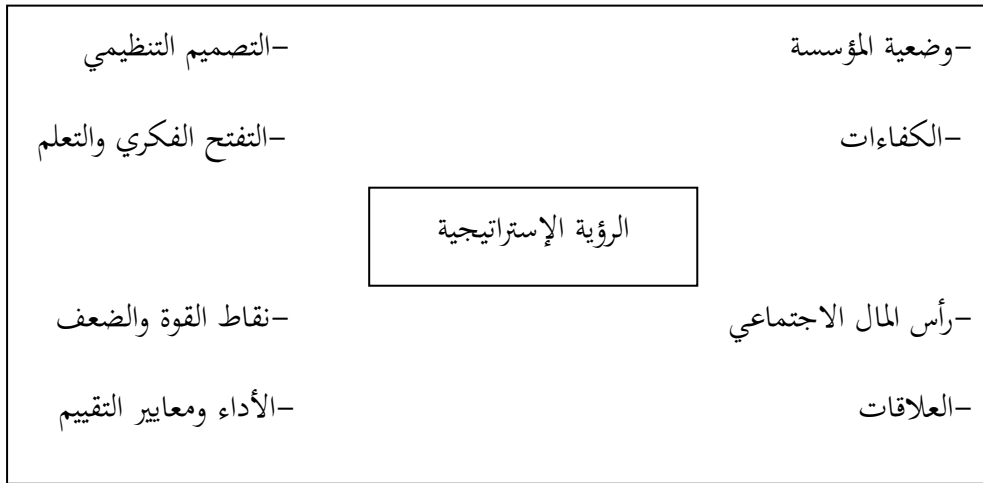 –وضعية المؤسسة
–التصميم التنظيمي
–الكفاءات
–التفتح الفكري والتعلم
الرؤية الإستراتيجية
–رأس المال الاجتماعي
–نقاط القوة والضعف
–العلاقات
–الأداء ومعايير التقييم